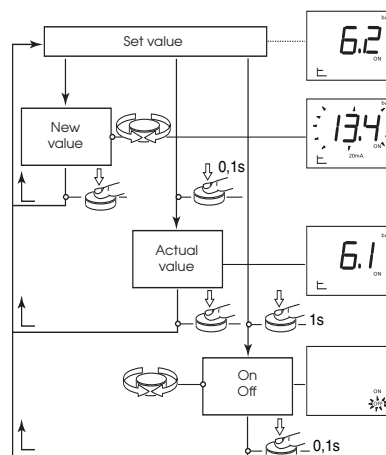 Set value
6.2
ON
New
value
13.4
ON
20mA
0,1s
Actual
value
6.1
ON
1s
On
Off
ON
OFF
0,1s